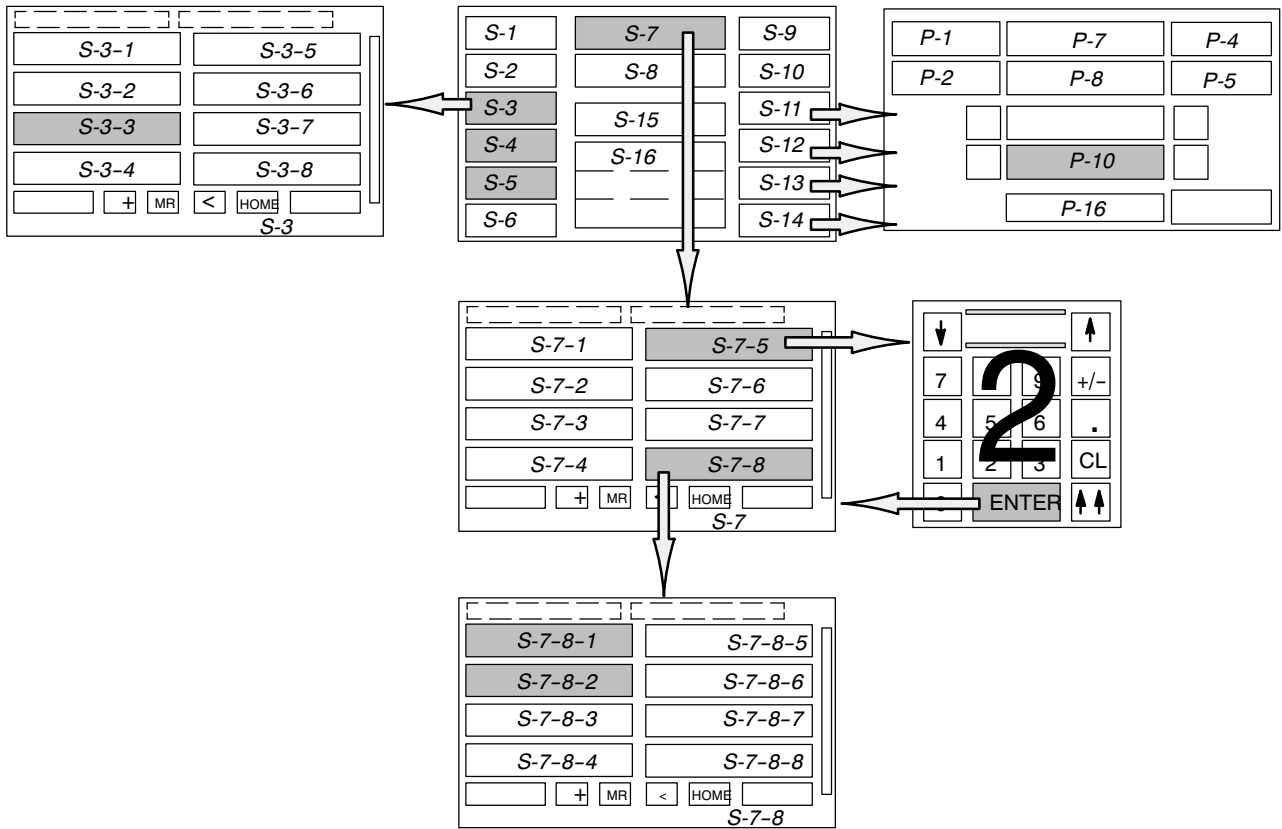 S-3-1 S-3-5
S-3-2 S-3-6
S-3-3 S-3-7
S-3-4 S-3-8
+ MR < HOME
S-3
S-1 S-7 S-9
S-2 S-8 S-10
S-3 S-15 S-11
S-4 S-16 S-12
S-5 S-13
S-6 S-14
P-1 P-7 P-4
P-2 P-8 P-5
P-10
P-16
S-7-1 S-7-5
S-7-2 S-7-6
S-7-3 S-7-7
S-7-4 S-7-8
+ MR HOME
S-7
7 9 +/-
4 5 6 .
1 2 3 CL
ENTER
2
S-7-8-1 S-7-8-5
S-7-8-2 S-7-8-6
S-7-8-3 S-7-8-7
S-7-8-4 S-7-8-8
+ MR < HOME
S-7-8